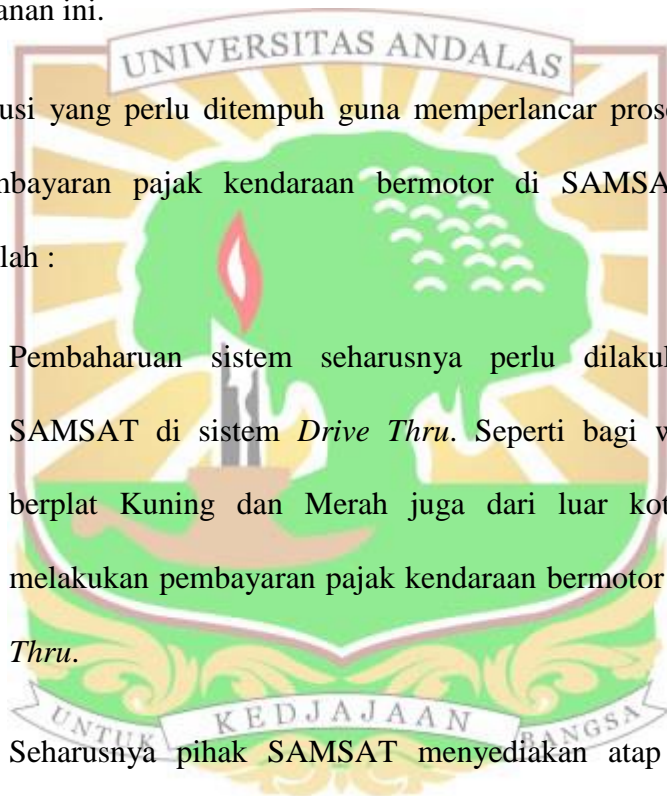 anan ini.
UNIVERSITAS ANDALAS
usi yang perlu ditempuh guna memperlancar pros
mbayaran pajak kendaraan bermotor di SAMSA
lah :
Pembaharuan sistem seharusnya perlu dilaku
SAMSAT di sistem Drive Thru. Seperti bagi w
berplat Kuning dan Merah juga dari luar kot
melakukan pembayaran pajak kendaraan bermotor
Thru.
UNTUK KEDJAJAAN BANGSA
Seharusnya pihak SAMSAT menyediakan atap